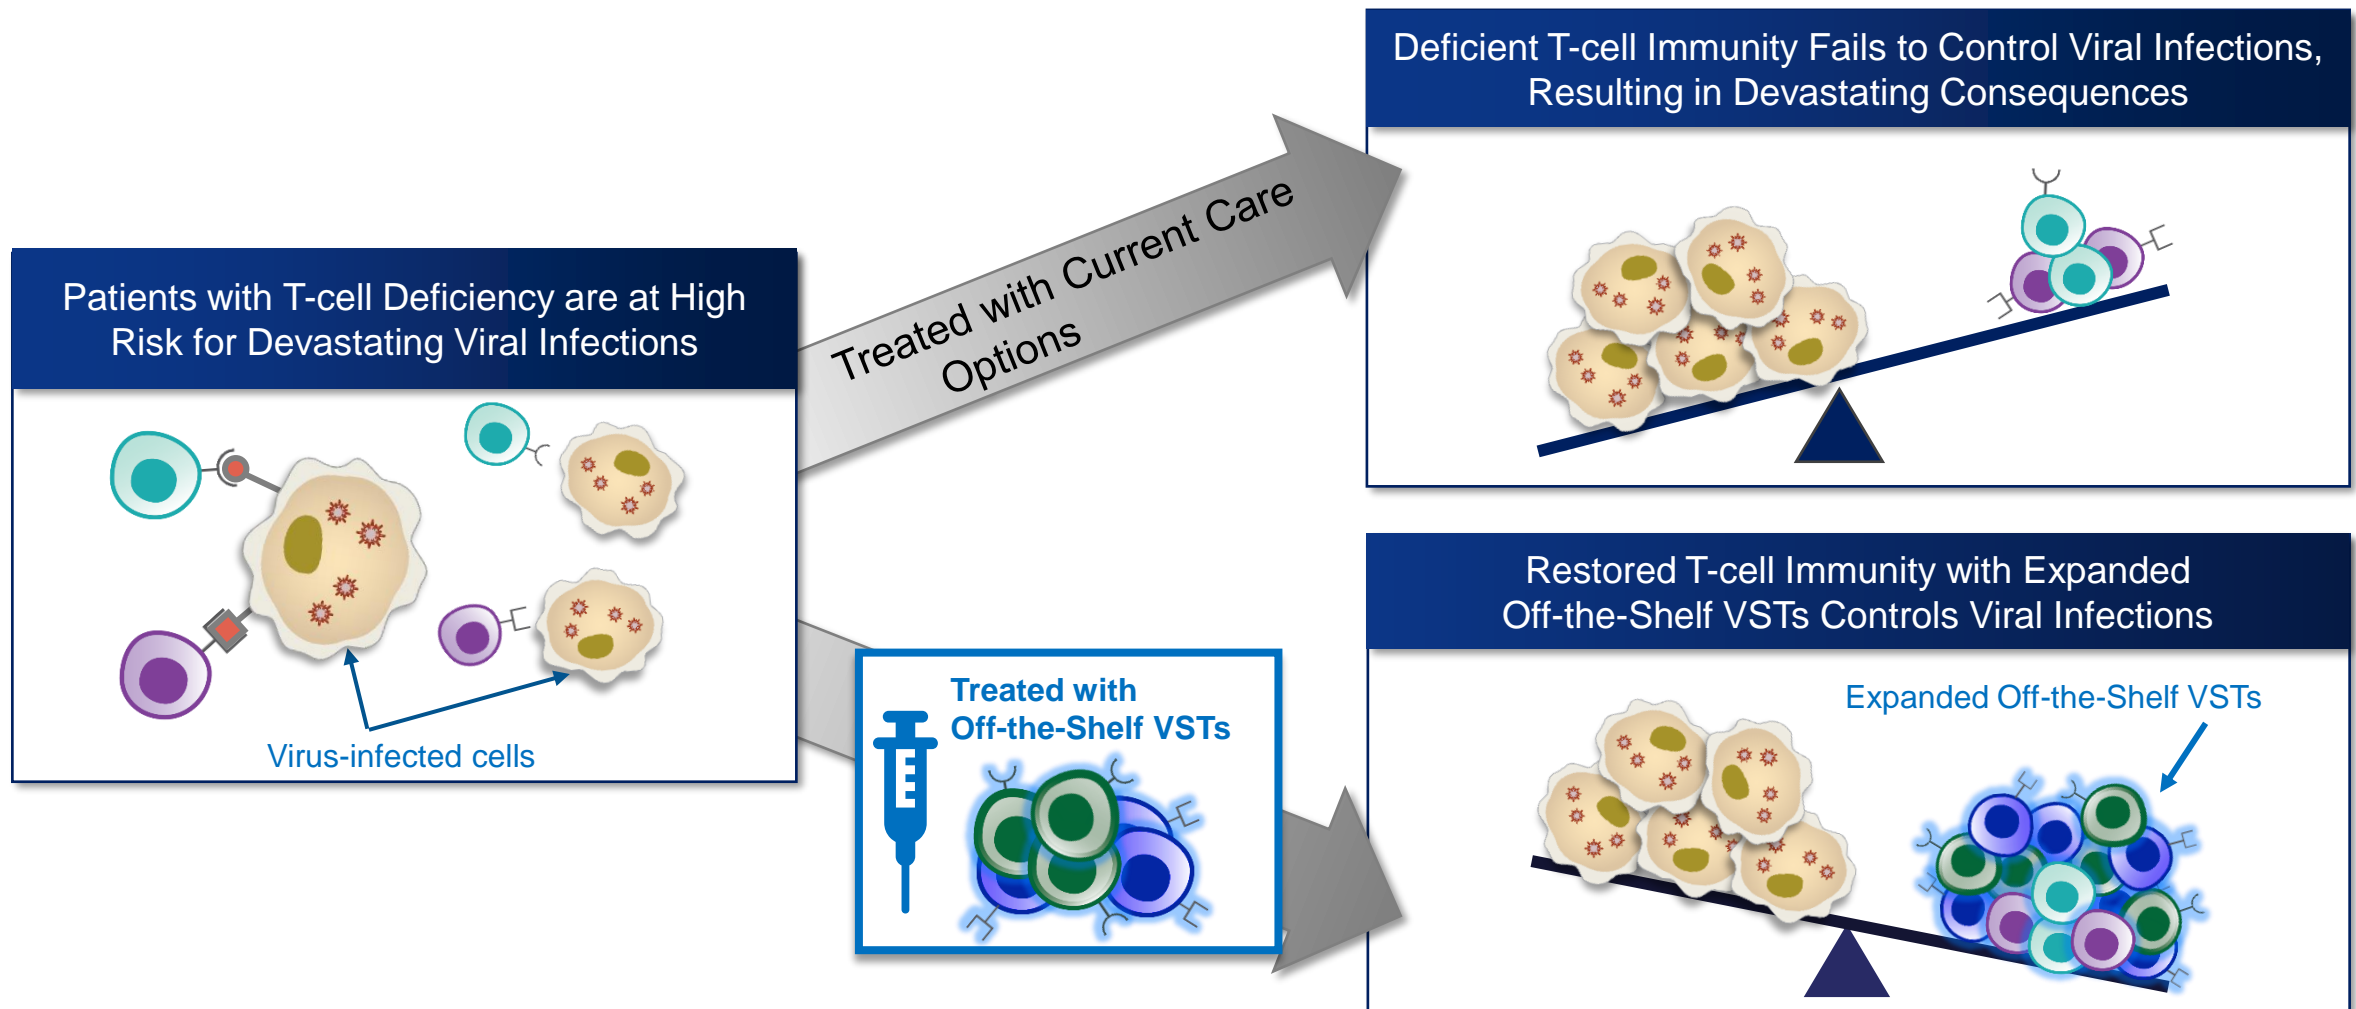 Patients with T-cell Deficiency are at High
Risk for Devastating Viral Infections
Virus-infected cells
Treated with Current Care
Options
Deficient T-cell Immunity Fails to Control Viral Infections,
Resulting in Devastating Consequences
Treated with
Off-the-Shelf VSTs
Restored T-cell Immunity with Expanded
Off-the-Shelf VSTs Controls Viral Infections
Expanded Off-the-Shelf VSTs